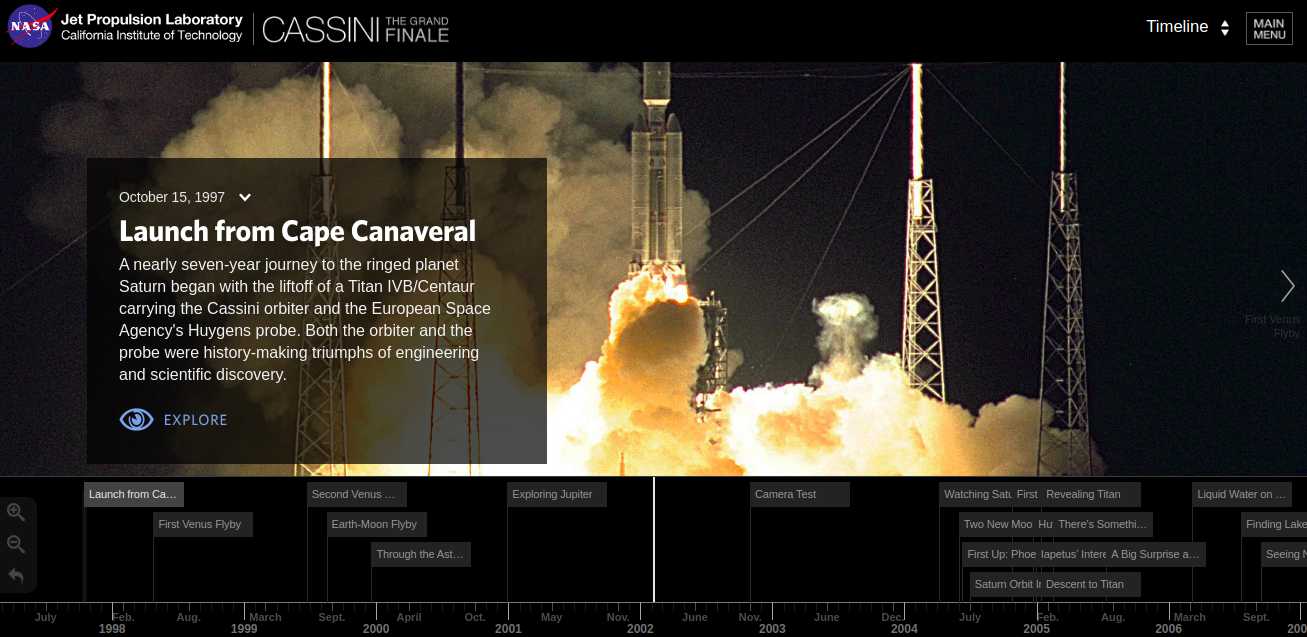 NASA
Jet Propulsion Laboratory
California Institute of Technology
CASSINI THE GRAND FINALE
Timeline
MAIN MENU
October 15, 1997
Launch from Cape Canaveral
A nearly seven-year journey to the ringed planet
Saturn began with the liftoff of a Titan IVB/Centaur
carrying the Cassini orbiter and the European Space
Agency's Huygens probe. Both the orbiter and the
probe were history-making triumphs of engineering
and scientific discovery.
EXPLORE
First Venus
Flyby
Launch from Ca…
Second Venus …
Exploring Jupiter
Camera Test
Watching Satu
First
Revealing Titan
Liquid Water on …
First Venus Flyby
Earth-Moon Flyby
Two New Moo
Hu
There's Somethi…
Finding Lake
Through the Ast…
First Up: Phoe
Iapetus' Intere
A Big Surprise a…
Seeing
Saturn Orbit
Descent to Titan
July Feb. Aug. March Sept. April Oct. May Nov. June Nov. June Dec. July Feb. Aug. March Sept.
1998 1999 2000 2001 2002 2003 2004 2005 2006 200